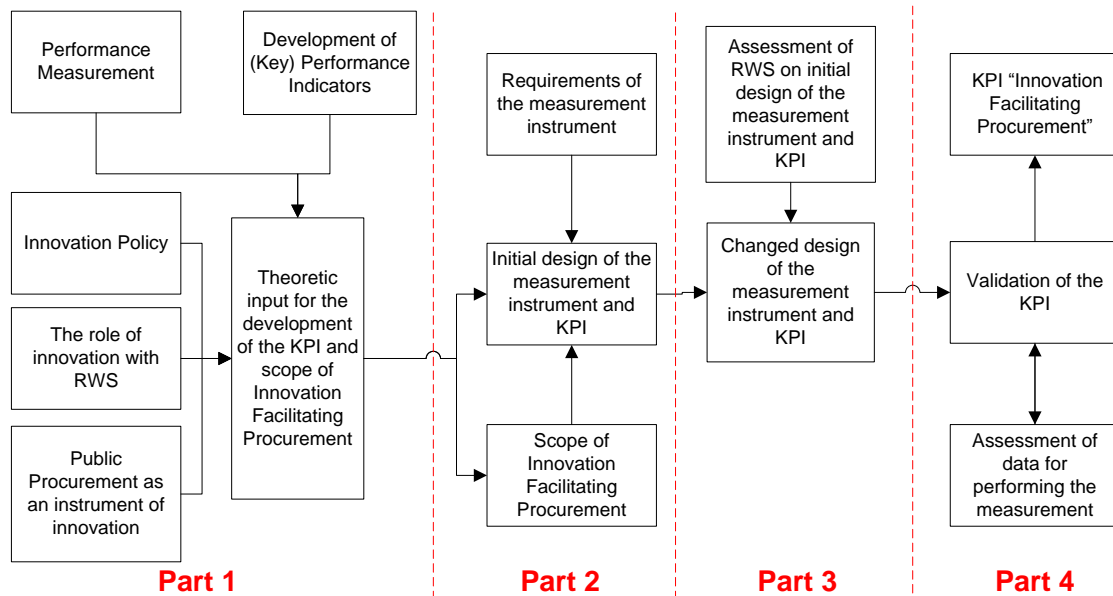 Performance
Measurement
Development of
(Key) Performance
Indicators
Innovation Policy
The role of
innovation with
RWS
Public
Procurement as
an instrument of
innovation
Theoretic
input for the
development
of the KPI and
scope of
Innovation
Facilitating
Procurement
Part 1
Requirements of
the measurement
instrument
Initial design of the
measurement
instrument and
KPI
Scope of
Innovation
Facilitating
Procurement
Part 2
Assessment of
RWS on initial
design of the
measurement
instrument and
KPI
Changed design
of the
measurement
instrument and
KPI
Part 3
KPI “Innovation
Facilitating
Procurement”
Validation of the
KPI
Assessment of
data for
performing the
measurement
Part 4